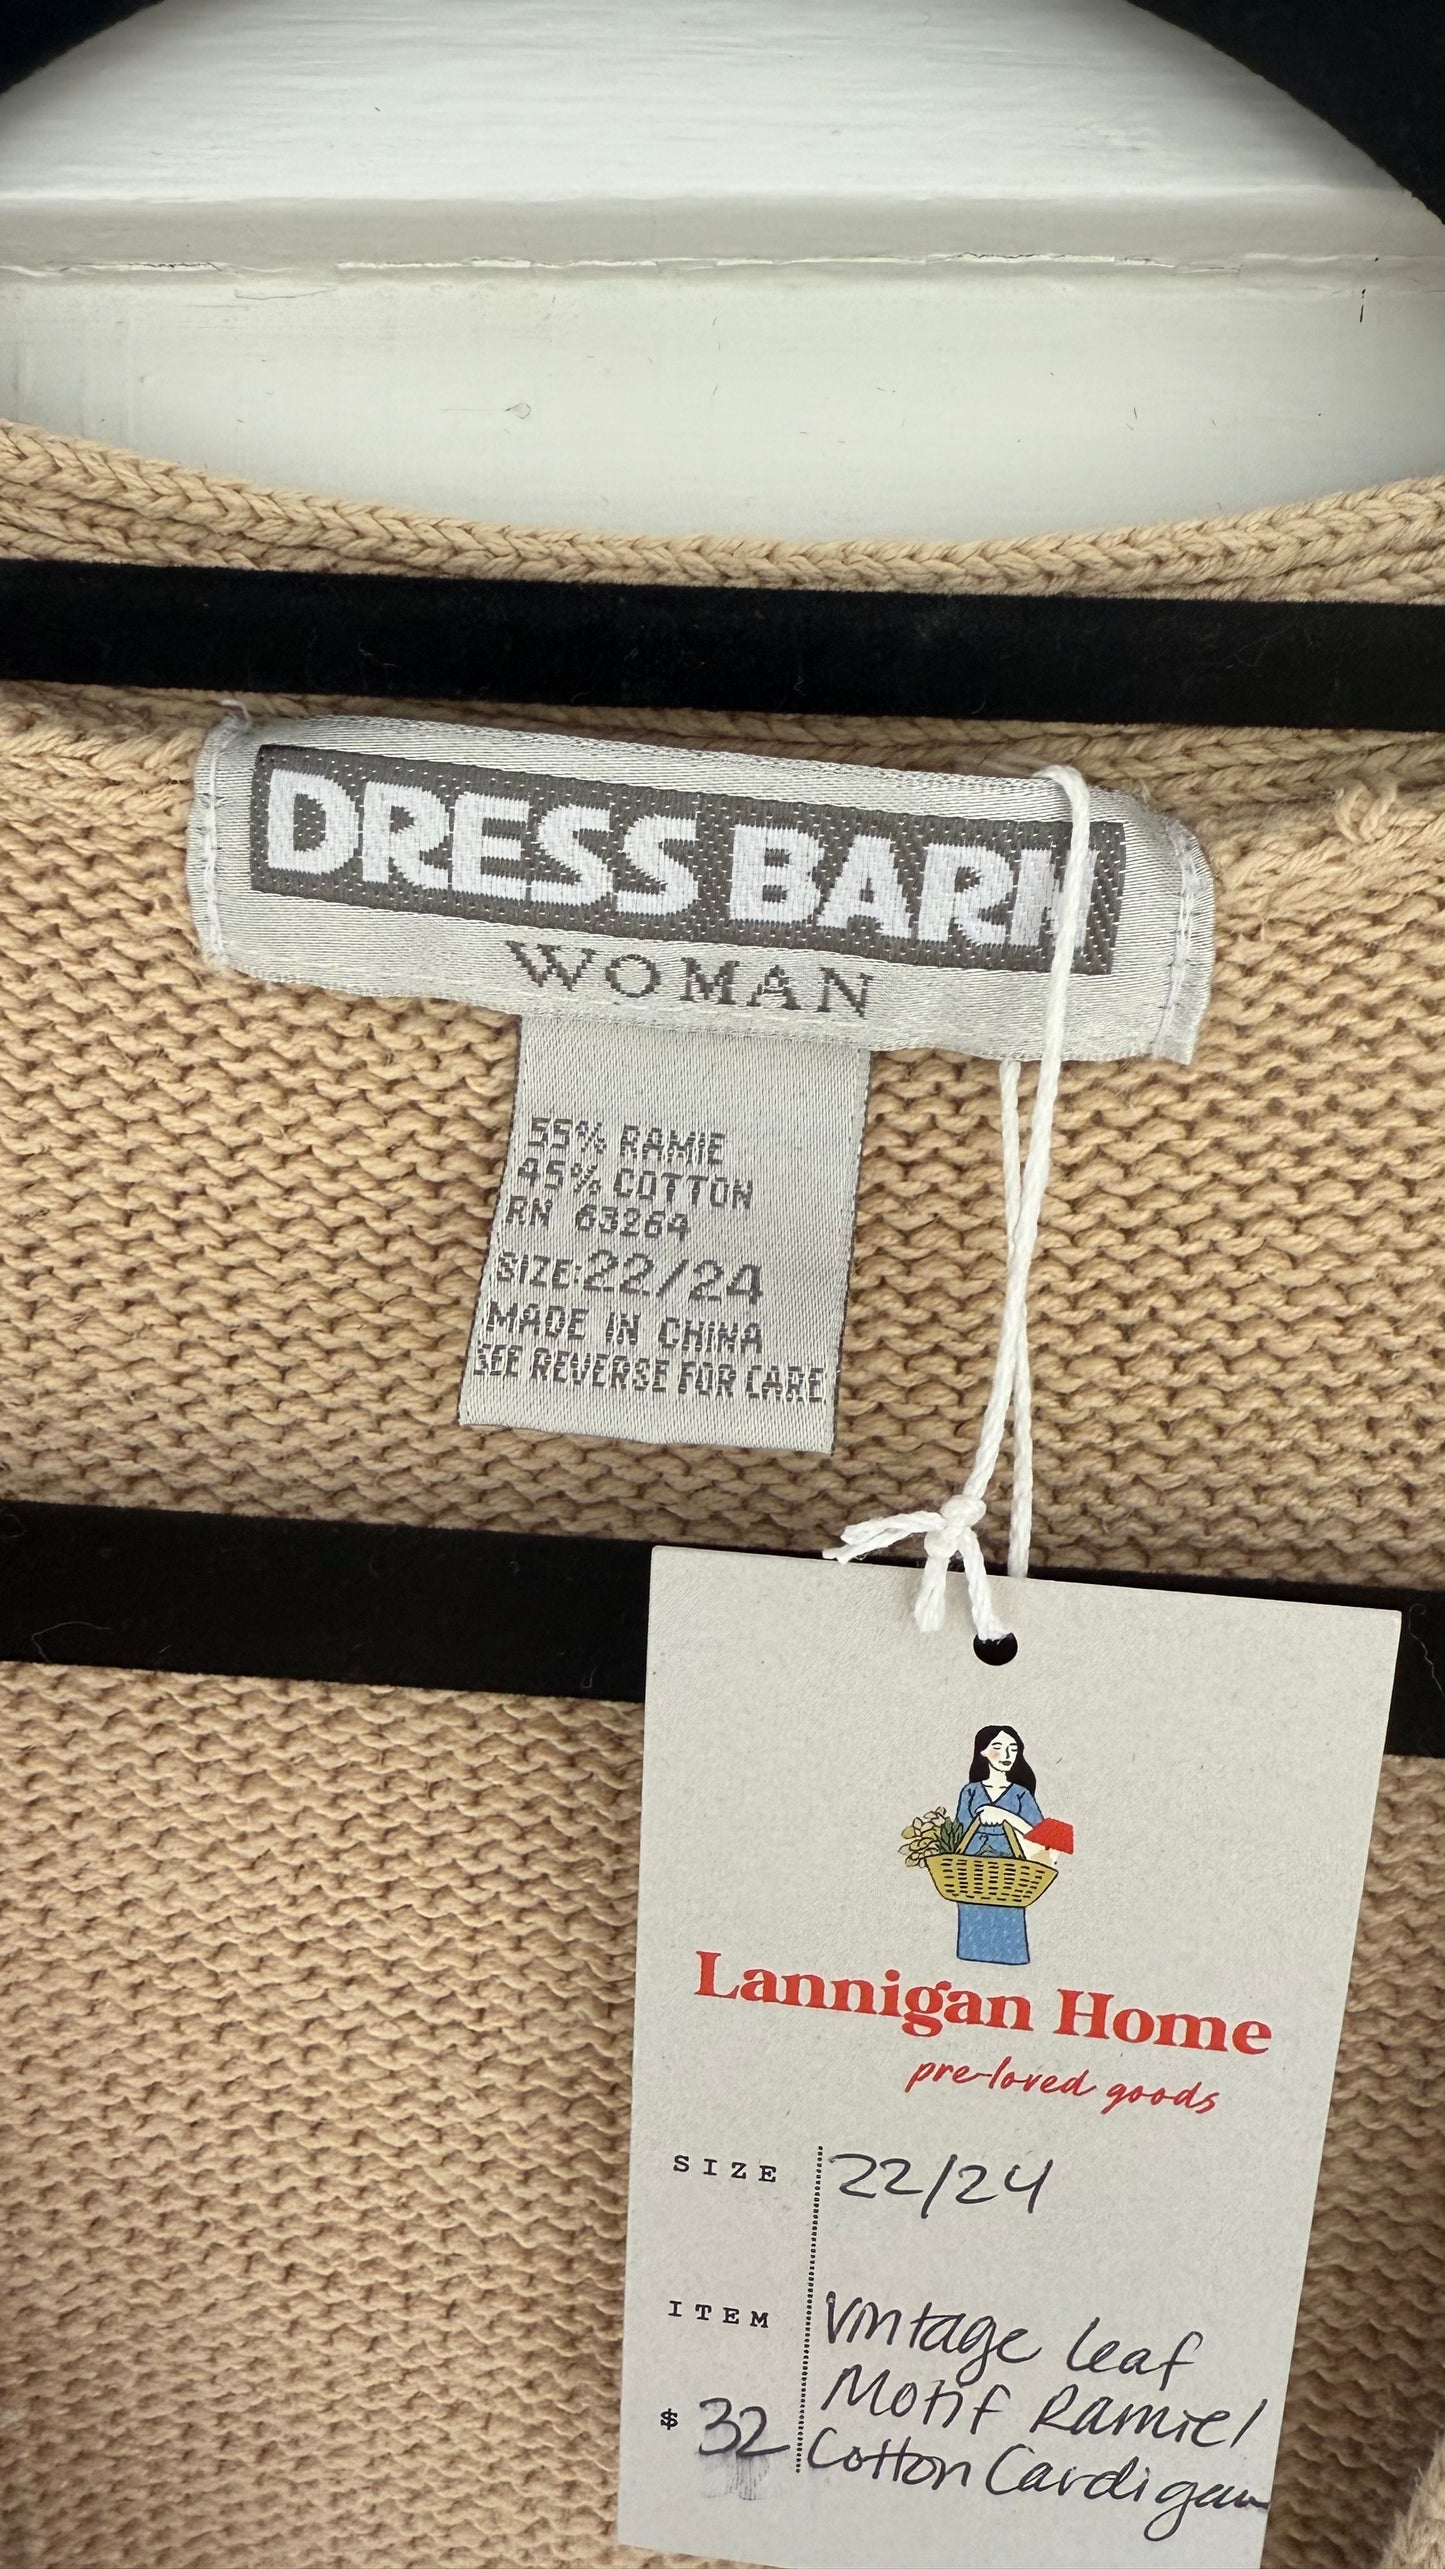 DRESS BARN
WOMAN
55% RAMIE
45% COTTON
RN 63264
SIZE:22/24
MADE IN CHINA
SEE REVERSE FOR CARE
Lannigan Home
pre-loved goods
SIZE 22/24
ITEM Vintage Leaf
Motif Ramie/
$ 32 Cotton Cardigan